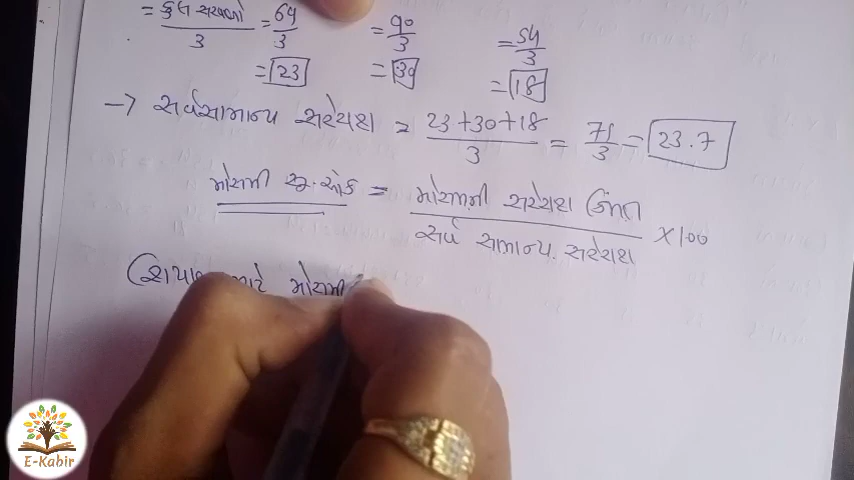 = કુલ સરવાળો / 3 = 69/3 = 90/3 = 54/3
= 23 = 30 = 18
→ સર્વસામાન્ય સરેરાશ = 23+30+18 / 3 = 71/3 = 23.7
મોસમી સૂ.આંક = મોસમની સરેરાશ કિંમત / સર્વ સામાન્ય સરેરાશ × 100
મોસમી
E-Kabir